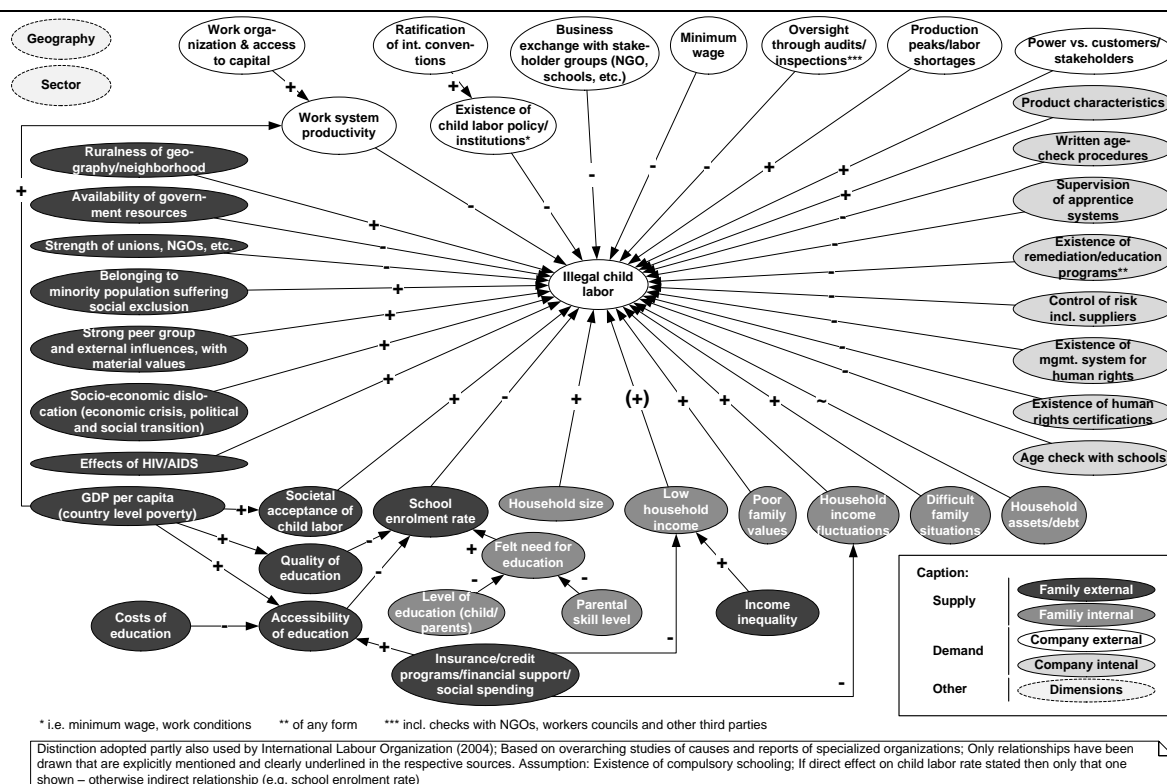 Geography
Sector
Work orga-
nization & access
to capital
Ratification
of int. conven-
tions
Business
exchange with stake-
holder groups (NGO,
schools, etc.)
Minimum
wage
Oversight
through audits/
inspections***
Production
peaks/labor
shortages
Power vs. customers/
stakeholders
+
+
Work system
productivity
Existence of
child labor policy/
institutions*
Product characteristics
Written age-
check procedures
Supervision
of apprentice
systems
Existence of
remediation/education
programs**
Control of risk
incl. suppliers
Existence of
mgmt. system for
human rights
Existence of human
rights certifications
Age check with schools
Ruralness of geo-
graphy/neighborhood
Availability of govern-
ment resources
Strength of unions, NGOs, etc.
Belonging to
minority population suffering
social exclusion
Strong peer group
and external influences, with
material values
Socio-economic dislo-
cation (economic crisis, political
and social transition)
Effects of HIV/AIDS
GDP per capita
(country level poverty)
+
-
-
-
-
-
+
+
+
-
-
-
-
-
-
-
-
+
-
-
+
+
+
+
Illegal child
labor
+
-
+
(+)
+
+
+
~
+
Societal
acceptance of
child labor
School
enrolment rate
Household size
Low
household
income
Poor
family
values
Household
income
fluctuations
Difficult
family
situations
Household
assets/debt
+
+
-
Quality of
education
+
Felt need for
education
-
-
-
+
Level of
education (child/
parents)
Parental
skill level
Income
inequality
Costs of
education
-
Accessibility
of education
+
-
-
Insurance/credit
programs/financial support/
social spending
Caption:
Supply
Family external
Familiy internal
Demand
Company external
Company intenal
Other
Dimensions
* i.e. minimum wage, work conditions ** of any form *** incl. checks with NGOs, workers councils and other third parties
Distinction adopted partly also used by International Labour Organization (2004); Based on overarching studies of causes and reports of specialized organizations; Only relationships have been
drawn that are explicitly mentioned and clearly underlined in the respective sources. Assumption: Existence of compulsory schooling; If direct effect on child labor rate stated then only that one
shown – otherwise indirect relationship (e.g. school enrolment rate)